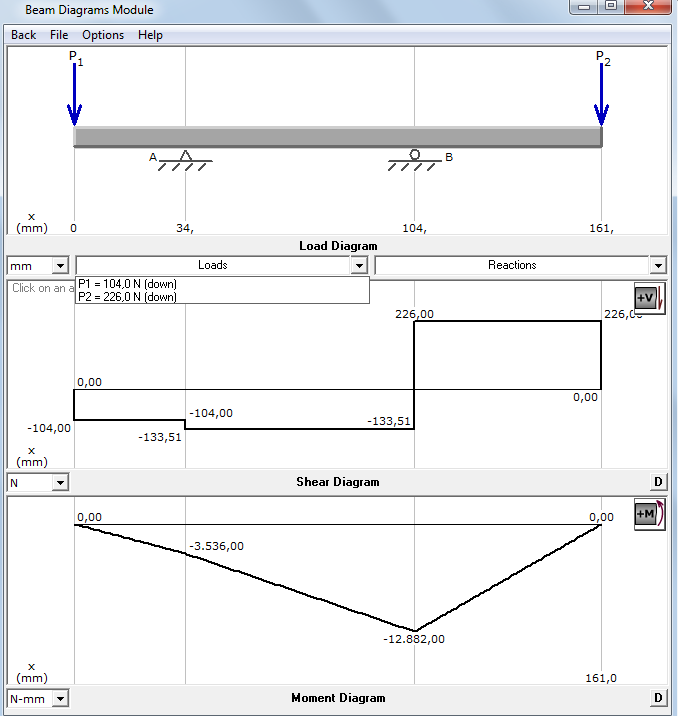 Beam Diagrams Module
Back File Options Help
P1 P2
A B
x
(mm) 0 34, 104, 161,
Load Diagram
mm Loads Reactions
P1 = 104,0 N (down)
P2 = 226,0 N (down)
Click on an a
+V
226,00 226,0
0,00
0,00
-104,00
-104,00
-133,51
-133,51
x
(mm)
N Shear Diagram D
+M
0,00 0,00
-3.536,00
-12.882,00
x
(mm) 161,0
N-mm Moment Diagram D